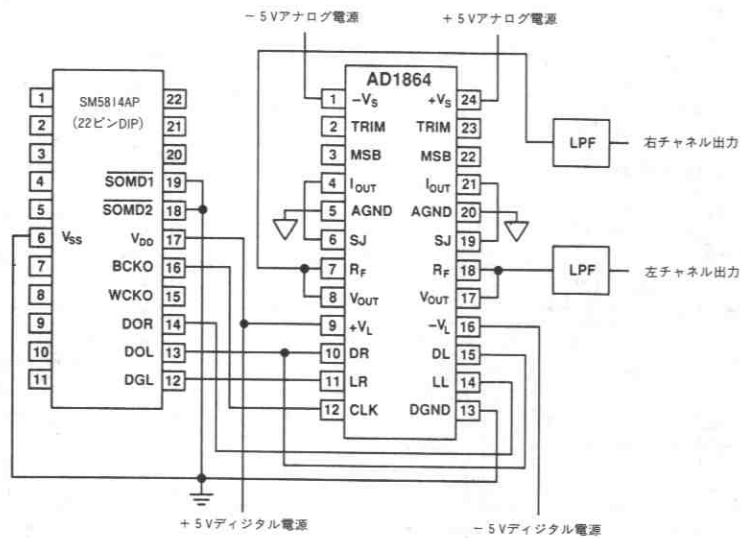 －5Vアナログ電源
＋5Vアナログ電源
SM5814AP
(22ピンDIP)
1
2
3
4
5
6 VSS
7
8
9
10
11
22
21
20
SOMD1 19
SOMD2 18
VDD 17
BCKO 16
WCKO 15
DOR 14
DOL 13
DGL 12
AD1864
1 −VS
2 TRIM
3 MSB
4 IOUT
5 AGND
6 SJ
7 RF
8 VOUT
9 +VL
10 DR
11 LR
12 CLK
+VS 24
TRIM 23
MSB 22
IOUT 21
AGND 20
SJ 19
RF 18
VOUT 17
−VL 16
DL 15
LL 14
DGND 13
LPF
右チャネル出力
LPF
左チャネル出力
＋5Vディジタル電源
－5Vディジタル電源